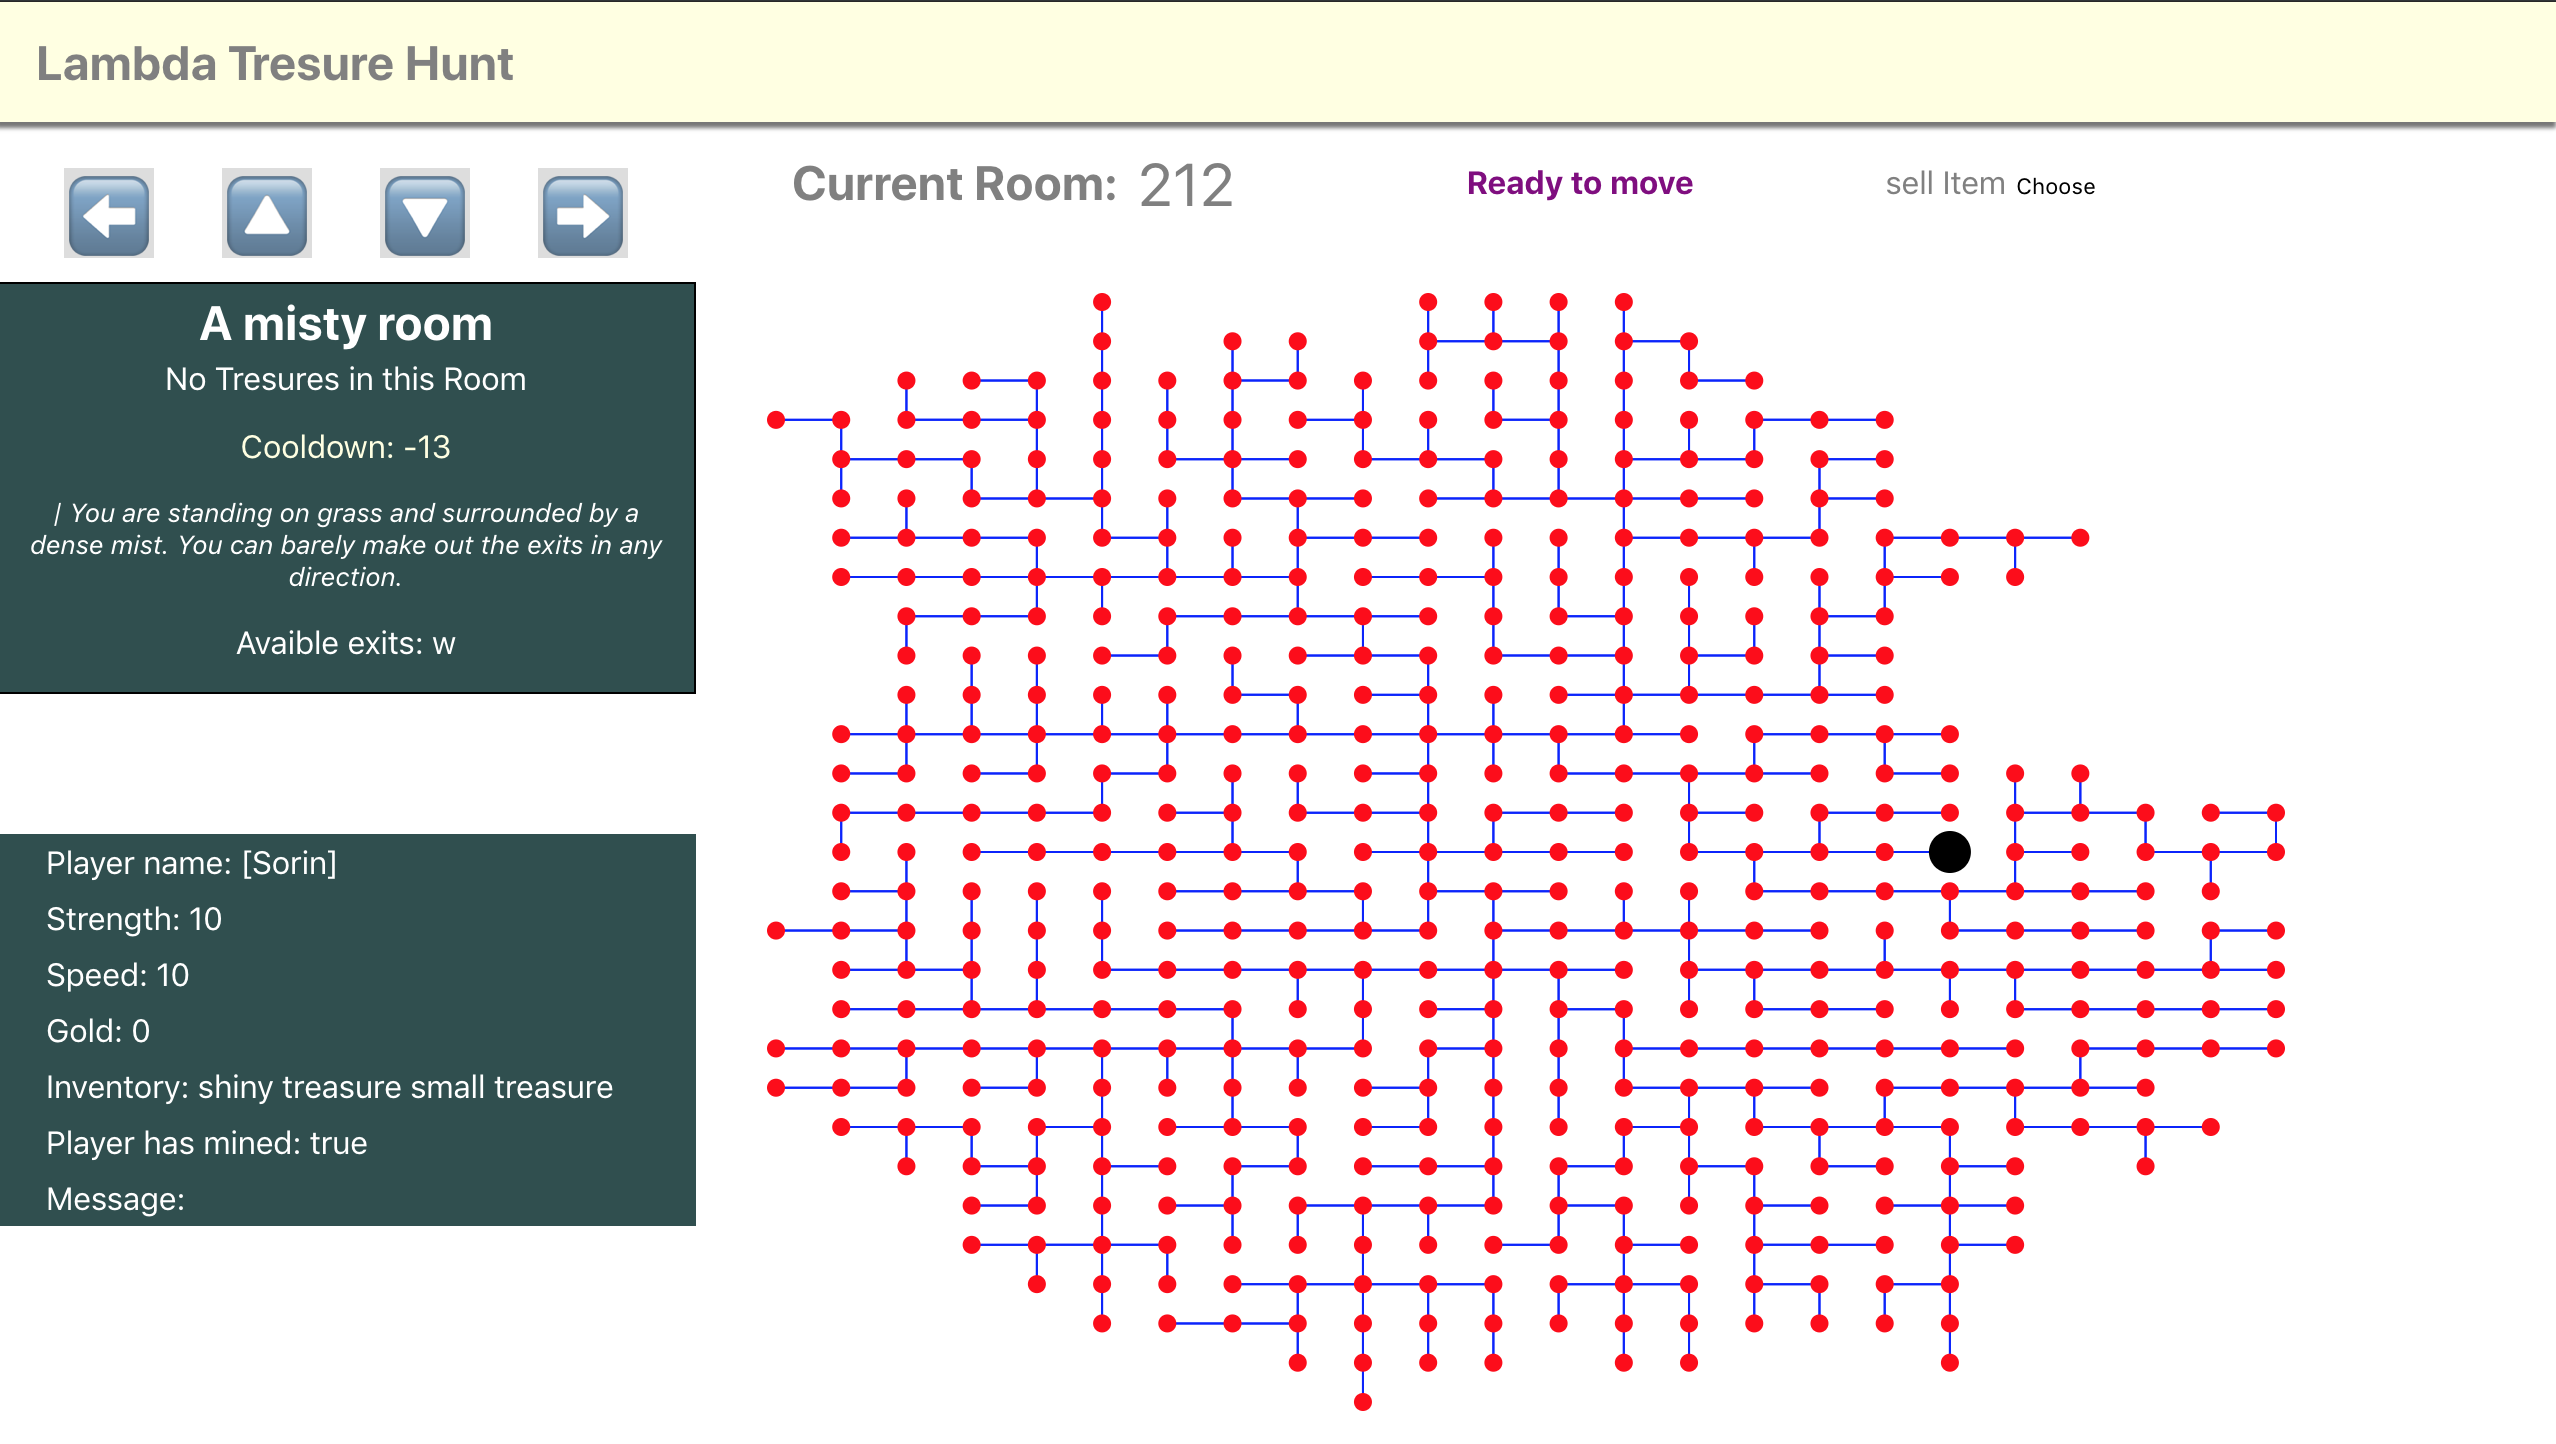 Lambda Tresure Hunt
Current Room: 212
Ready to move
sell Item Choose
A misty room
No Tresures in this Room
Cooldown: -13
| You are standing on grass and surrounded by a
dense mist. You can barely make out the exits in any
direction.
Avaible exits: w
Player name: [Sorin]
Strength: 10
Speed: 10
Gold: 0
Inventory: shiny treasure small treasure
Player has mined: true
Message: